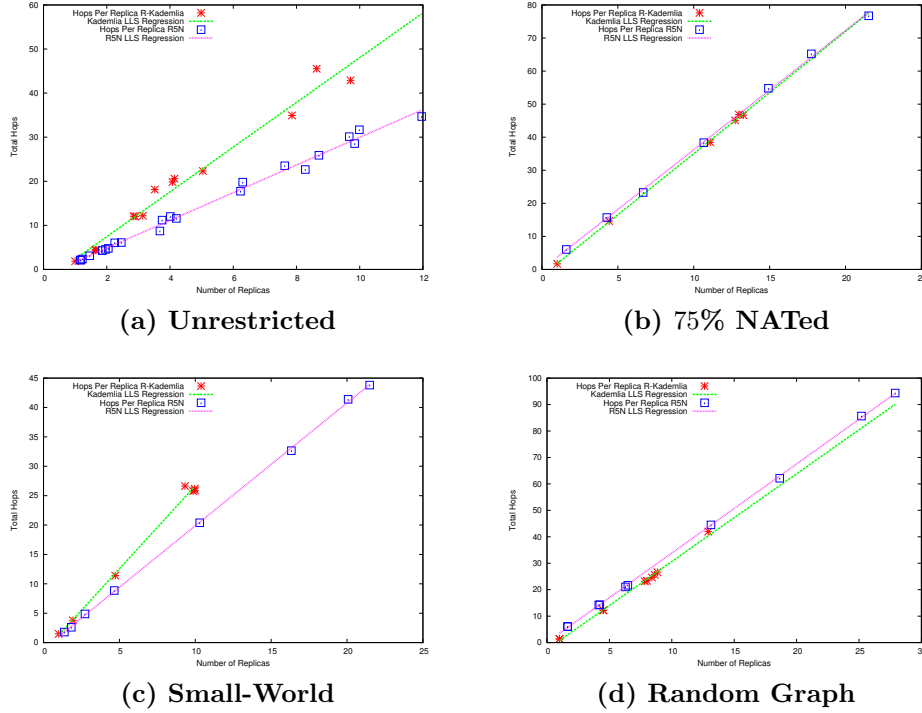 60
50
40
30
20
10
0
Total Hops
Hops Per Replica R-Kademlia
Kademlia LLS Regression
Hops Per Replica R5N
R5N LLS Regression
0 2 4 6 8 10 12
Number of Replicas
(a) Unrestricted
80
70
60
50
40
30
20
10
0
Total Hops
Hops Per Replica R-Kademlia
Kademlia LLS Regression
Hops Per Replica R5N
R5N LLS Regression
0 5 10 15 20 25
Number of Replicas
(b) 75% NATed
45
40
35
30
25
20
15
10
5
0
Total Hops
Hops Per Replica R-Kademlia
Kademlia LLS Regression
Hops Per Replica R5N
R5N LLS Regression
0 5 10 15 20 25
Number of Replicas
(c) Small-World
100
90
80
70
60
50
40
30
20
10
0
Total Hops
Hops Per Replica R-Kademlia
Kademlia LLS Regression
Hops Per Replica R5N
R5N LLS Regression
0 5 10 15 20 25
Number of Replicas
(d) Random Graph